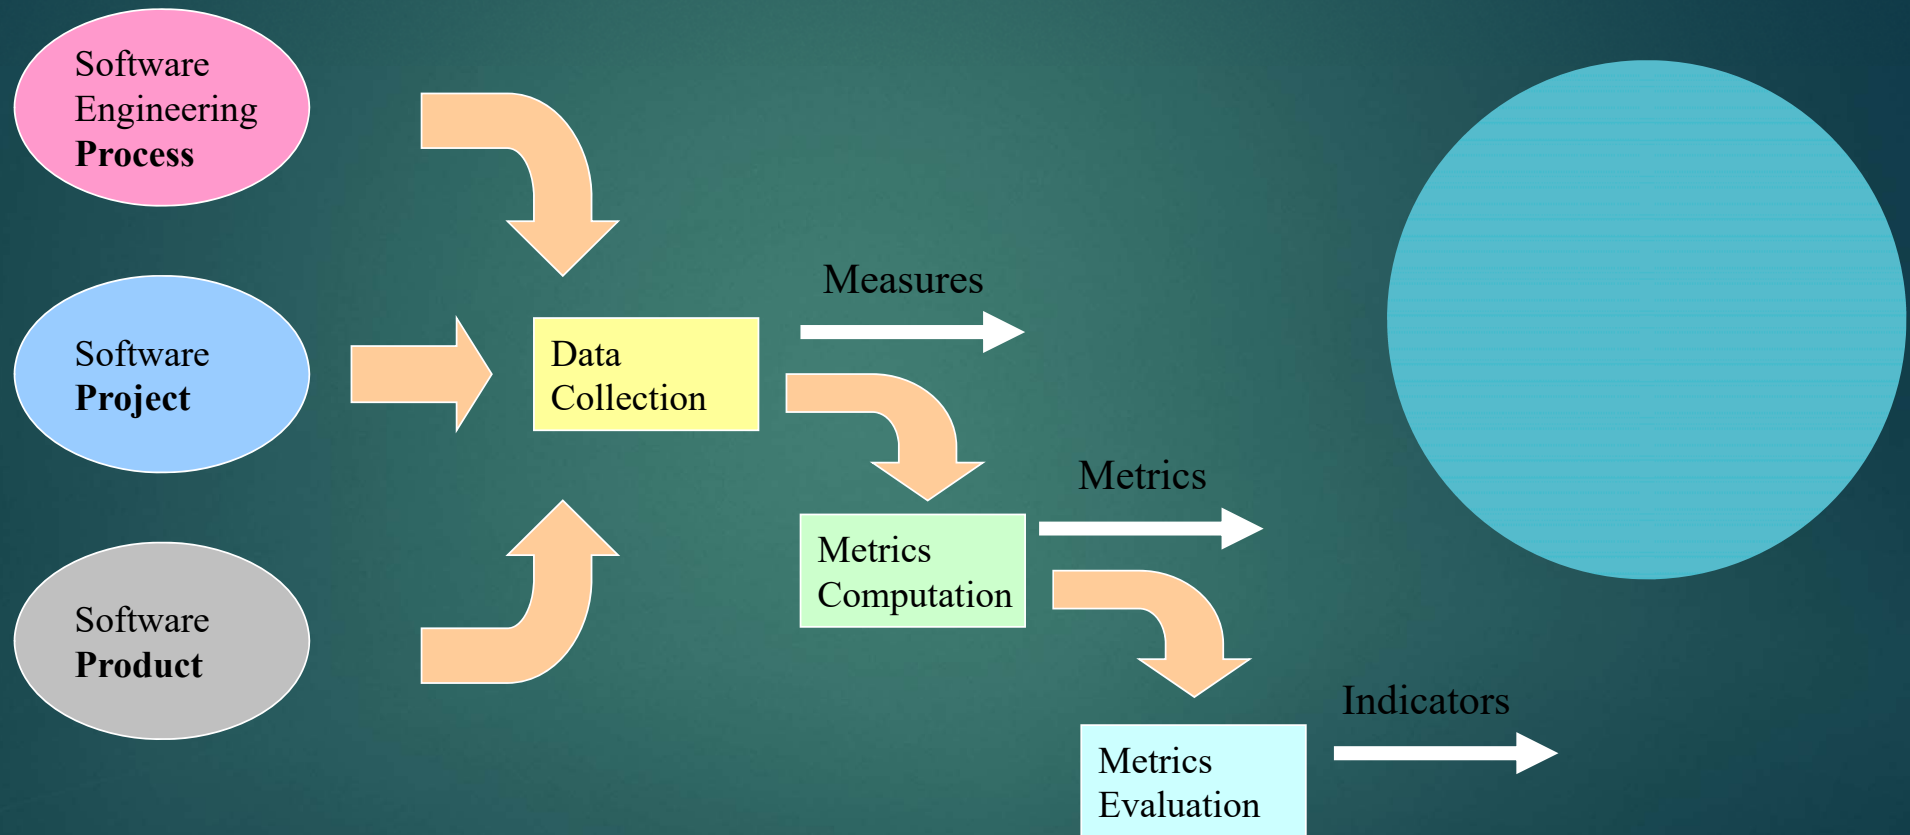 Software
Engineering
Process
Software
Project
Software
Product
Data
Collection
Measures
Metrics
Computation
Metrics
Metrics
Evaluation
Indicators